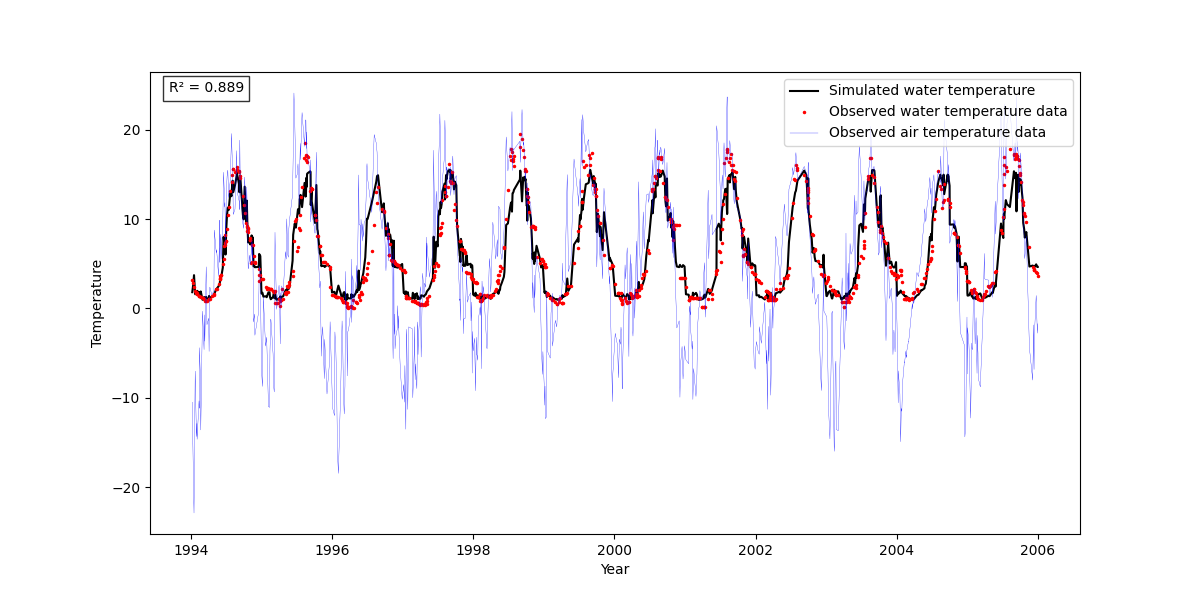 R² = 0.889
Simulated water temperature
Observed water temperature data
Observed air temperature data
20
10
0
−10
−20
Temperature
1994 1996 1998 2000 2002 2004 2006
Year